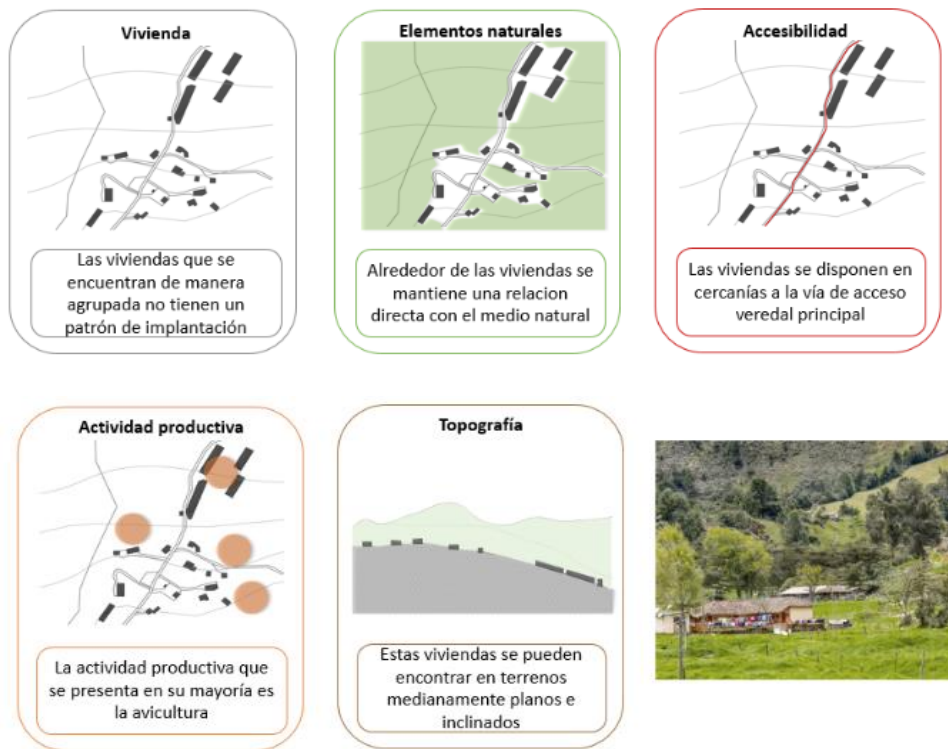 Vivienda
Las viviendas que se
encuentran de manera
agrupada no tienen un
patrón de implantación
Elementos naturales
Alrededor de las viviendas se
mantiene una relacion
directa con el medio natural
Accesibilidad
Las viviendas se disponen en
cercanías a la vía de acceso
veredal principal
Actividad productiva
La actividad productiva que
se presenta en su mayoría es
la avicultura
Topografía
Estas viviendas se pueden
encontrar en terrenos
medianamente planos e
inclinados